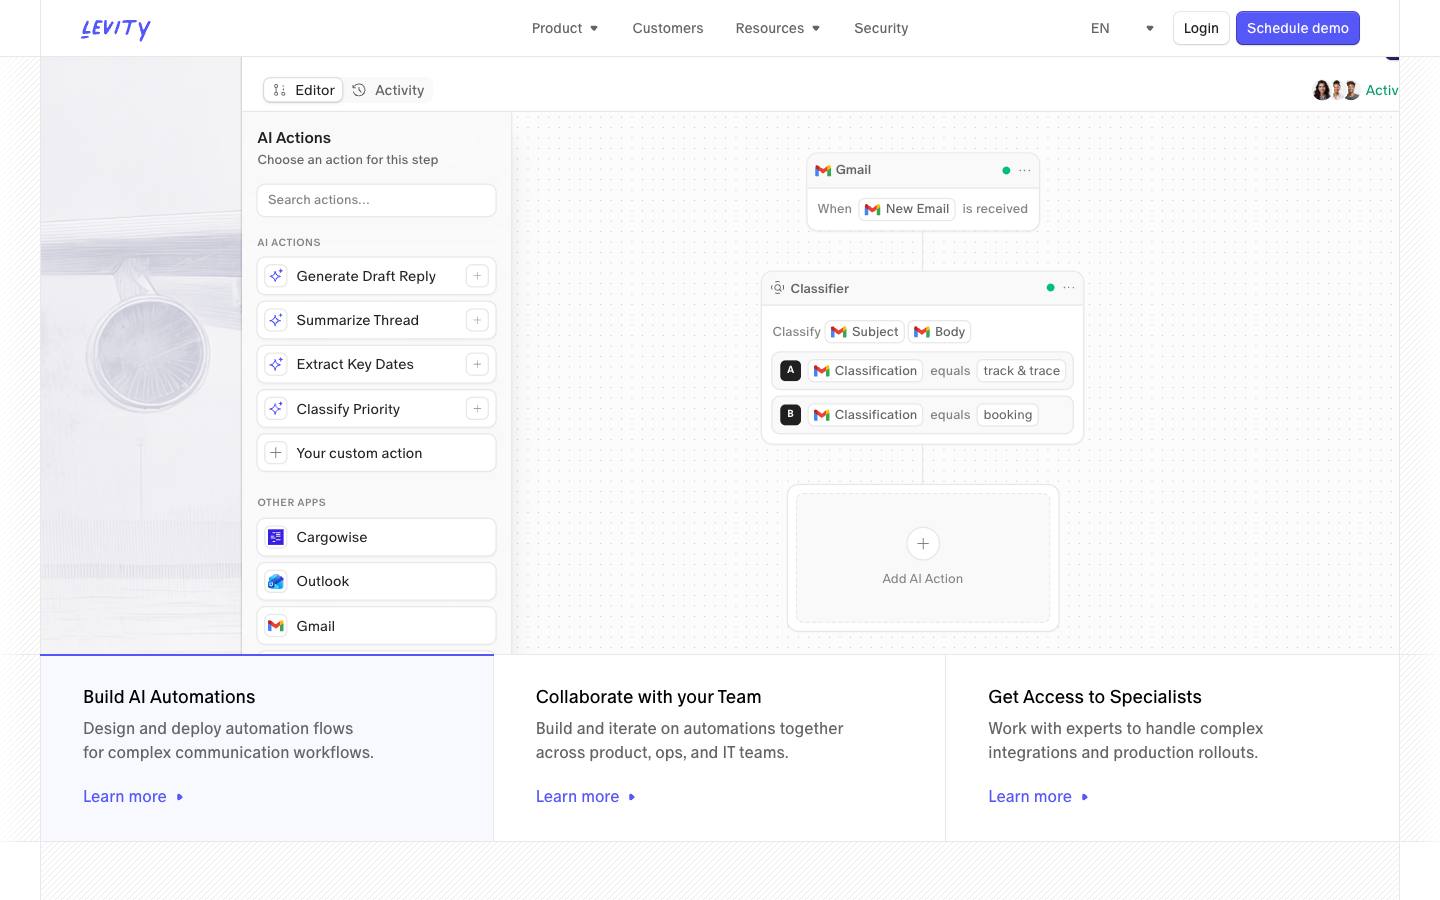 LEVITY
Product
Customers
Resources
Security
EN
Login
Schedule demo
Editor
Activity
Activ
AI Actions
Choose an action for this step
Search actions...
AI ACTIONS
Generate Draft Reply
Summarize Thread
Extract Key Dates
Classify Priority
Your custom action
OTHER APPS
Cargowise
Outlook
Gmail
Gmail
When New Email is received
Classifier
Classify Subject Body
A Classification equals track & trace
B Classification equals booking
Add AI Action
Build AI Automations
Design and deploy automation flows
for complex communication workflows.
Learn more
Collaborate with your Team
Build and iterate on automations together
across product, ops, and IT teams.
Learn more
Get Access to Specialists
Work with experts to handle complex
integrations and production rollouts.
Learn more